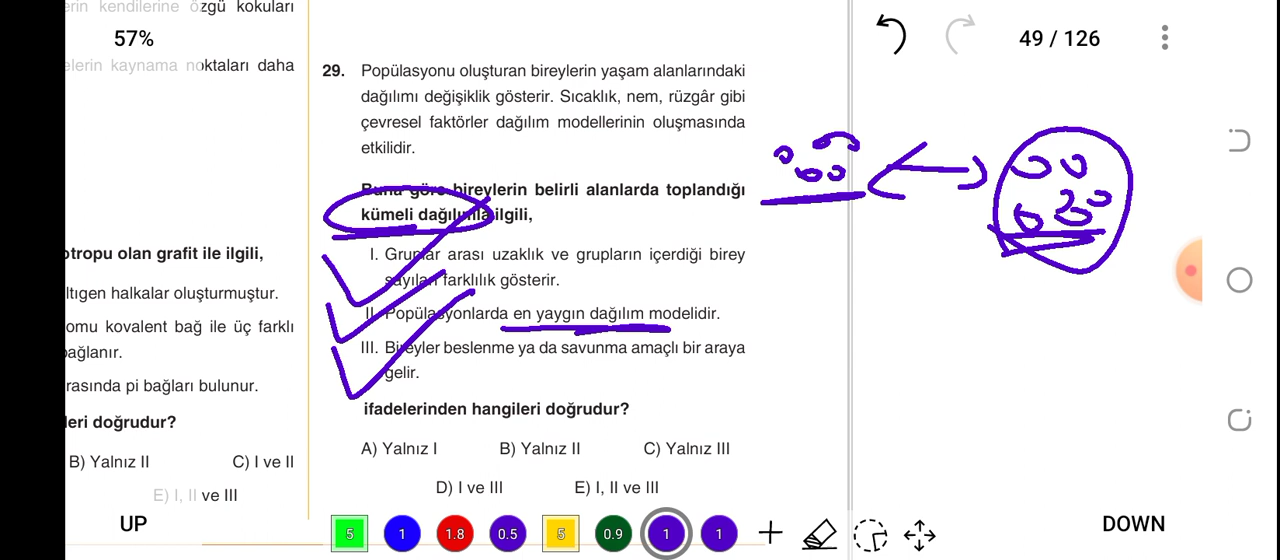 erin kendilerine özgü kokuları
57%
elerin kaynama noktaları daha
otropu olan grafit ile ilgili,
ltıgen halkalar oluşturmuştur.
omu kovalent bağ ile üç farklı
bağlanır.
rasında pi bağları bulunur.
leri doğrudur?
B) Yalnız II C) I ve II
E) I, II ve III
UP
49 / 126
29. Popülasyonu oluşturan bireylerin yaşam alanlarındaki
dağılımı değişiklik gösterir. Sıcaklık, nem, rüzgâr gibi
çevresel faktörler dağılım modellerinin oluşmasında
etkilidir.
Buna göre bireylerin belirli alanlarda toplandığı
kümeli dağılımla ilgili,
I. Gruplar arası uzaklık ve grupların içerdiği birey
sayıları farklılık gösterir.
II. Popülasyonlarda en yaygın dağılım modelidir.
III. Bireyler beslenme ya da savunma amaçlı bir araya
gelir.
ifadelerinden hangileri doğrudur?
A) Yalnız I B) Yalnız II C) Yalnız III
D) I ve III E) I, II ve III
5 1 1.8 0.5 5 0.9 1 1
DOWN